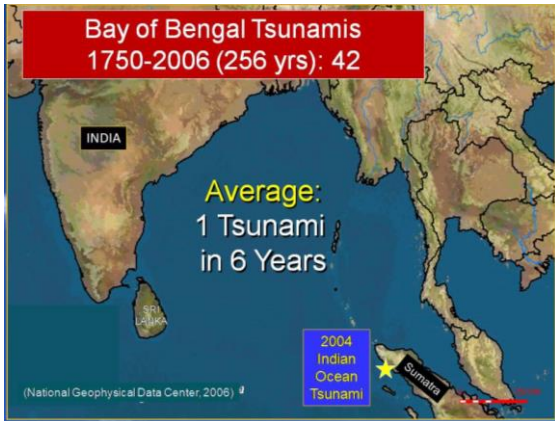 Bay of Bengal Tsunamis
1750-2006 (256 yrs): 42
INDIA
Average:
1 Tsunami
in 6 Years
SRI
LANKA
2004
Indian
Ocean
Tsunami
Sumatra
(National Geophysical Data Center, 2006)